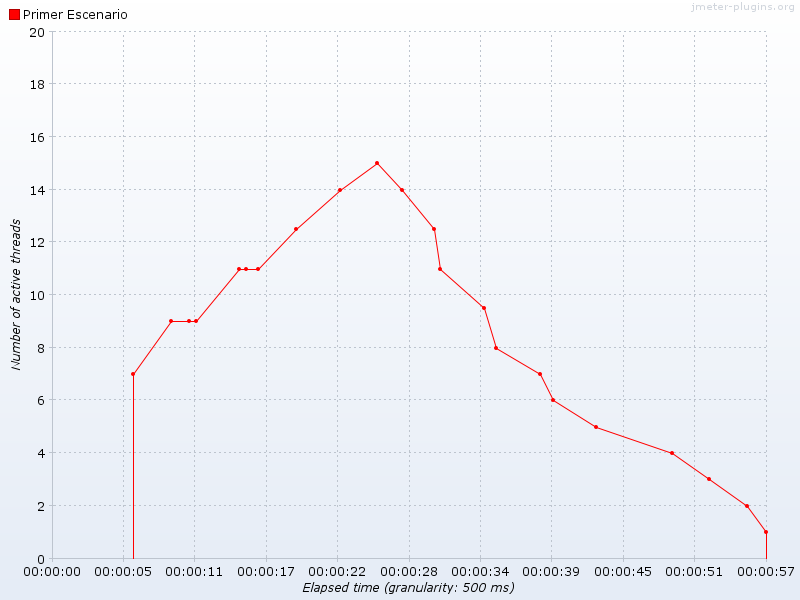 jmeter-plugins.org
Primer Escenario
20
18
16
14
12
10
8
6
4
2
0
Number of active threads
00:00:00 00:00:05 00:00:11 00:00:17 00:00:22 00:00:28 00:00:34 00:00:39 00:00:45 00:00:51 00:00:57
Elapsed time (granularity: 500 ms)